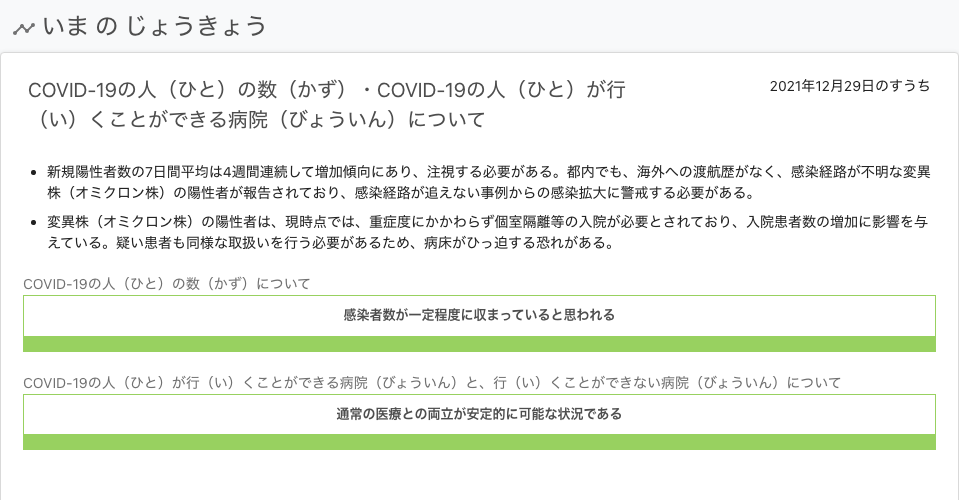 いま の じょうきょう
COVID-19の人（ひと）の数（かず）・COVID-19の人（ひと）が行
（い）くことができる病院（びょういん）について
2021年12月29日のすうち
新規陽性者数の7日間平均は4週間連続して増加傾向にあり、注視する必要がある。都内でも、海外への渡航歴がなく、感染経路が不明な変異
株（オミクロン株）の陽性者が報告されており、感染経路が追えない事例からの感染拡大に警戒する必要がある。
変異株（オミクロン株）の陽性者は、現時点では、重症度にかかわらず個室隔離等の入院が必要とされており、入院患者数の増加に影響を与
えている。疑い患者も同様な取扱いを行う必要があるため、病床がひっ迫する恐れがある。
COVID-19の人（ひと）の数（かず）について
感染者数が一定程度に収まっていると思われる
COVID-19の人（ひと）が行（い）くことができる病院（びょういん）と、行（い）くことができない病院（びょういん）について
通常の医療との両立が安定的に可能な状況である